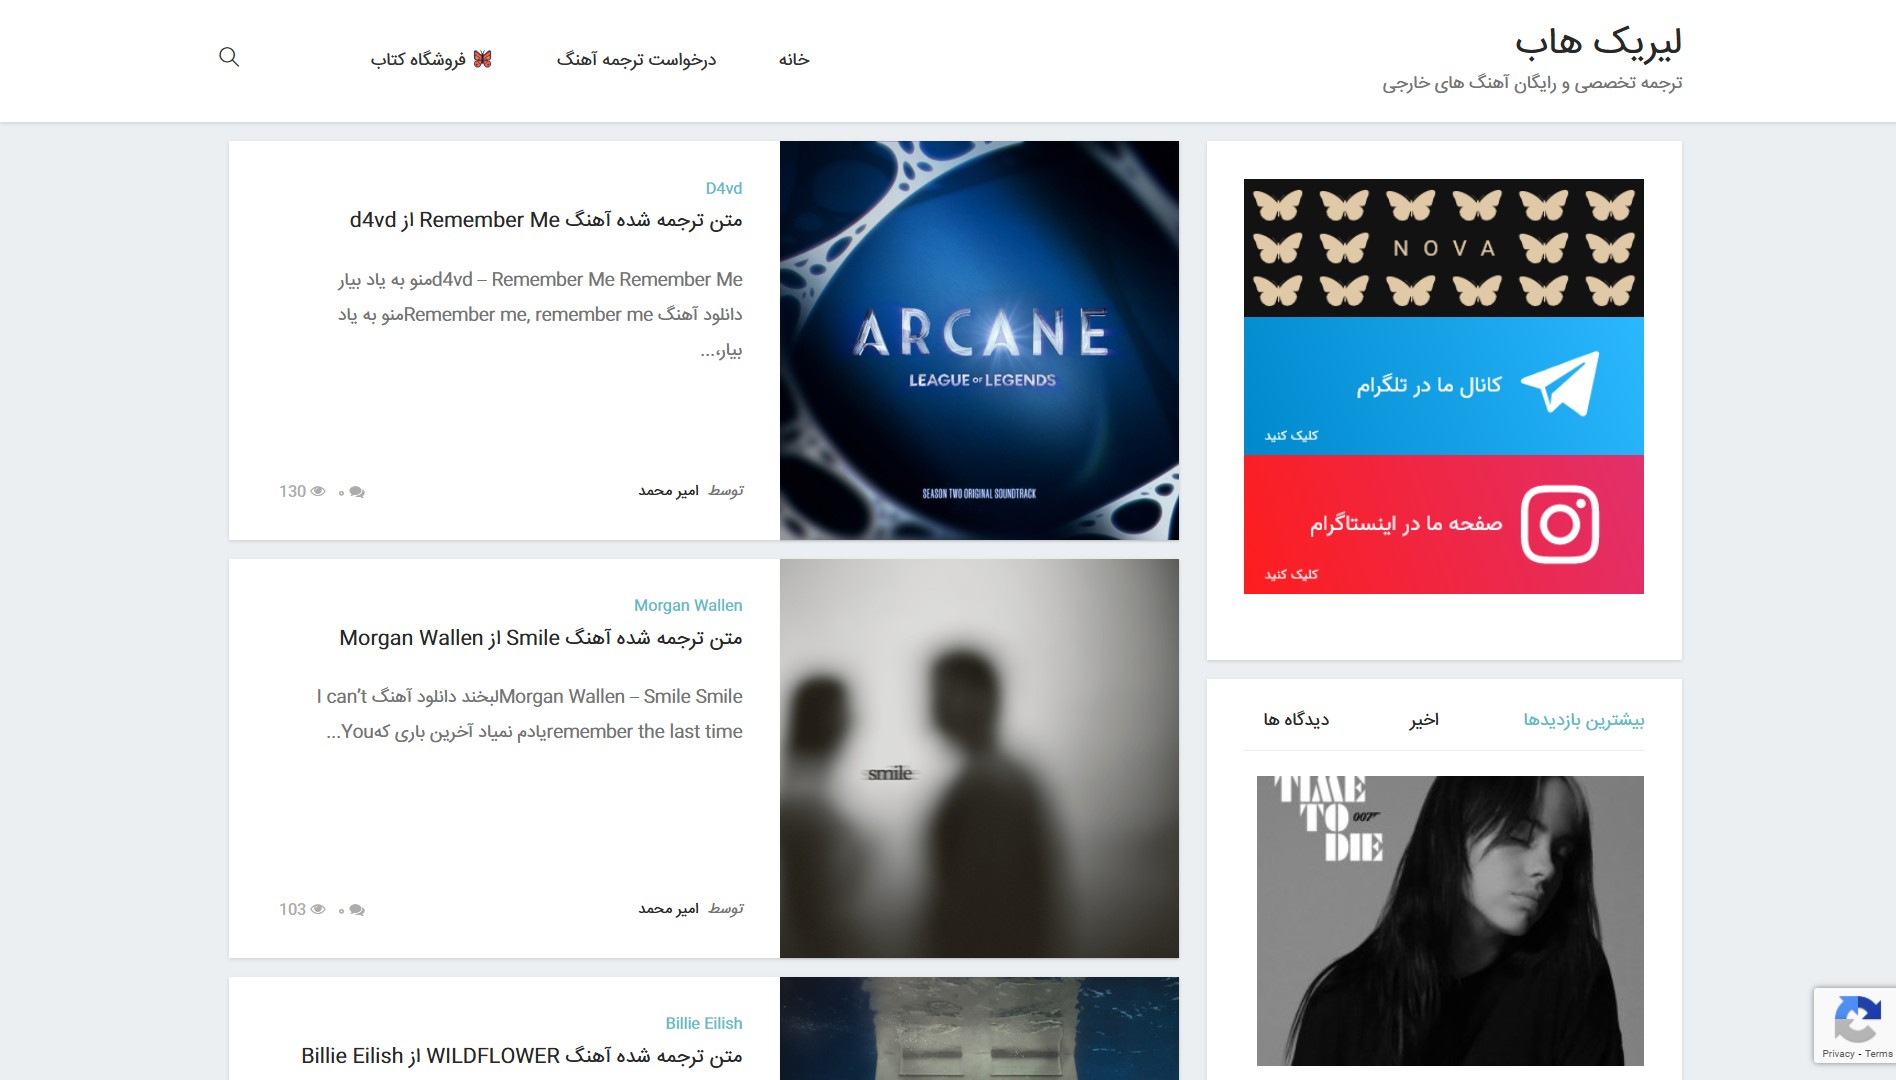 لیریک هاب
ترجمه تخصصی و رایگان آهنگ های خارجی
خانه
درخواست ترجمه آهنگ
🦋 فروشگاه کتاب
NOVA
کانال ما در تلگرام
کلیک کنید
صفحه ما در اینستاگرام
کلیک کنید
بیشترین بازدیدها
اخیر
دیدگاه ها
TIME
TO 007
DIE
ARCANE
LEAGUE OF LEGENDS
SEASON TWO ORIGINAL SOUNDTRACK
D4vd
متن ترجمه شده آهنگ Remember Me از d4vd
d4vd – Remember Me Remember Meمنو به یاد بیار
دانلود آهنگ Remember me, remember meمنو به یاد
بیار،...
توسط امیر محمد
۰
130
smile
Morgan Wallen
متن ترجمه شده آهنگ Smile از Morgan Wallen
Morgan Wallen – Smile Smileلبخند دانلود آهنگ I can’t
remember the last timeیادم نمیاد آخرین باری کهYou...
توسط امیر محمد
۰
103
Billie Eilish
متن ترجمه شده آهنگ WILDFLOWER از Billie Eilish
Privacy - Terms